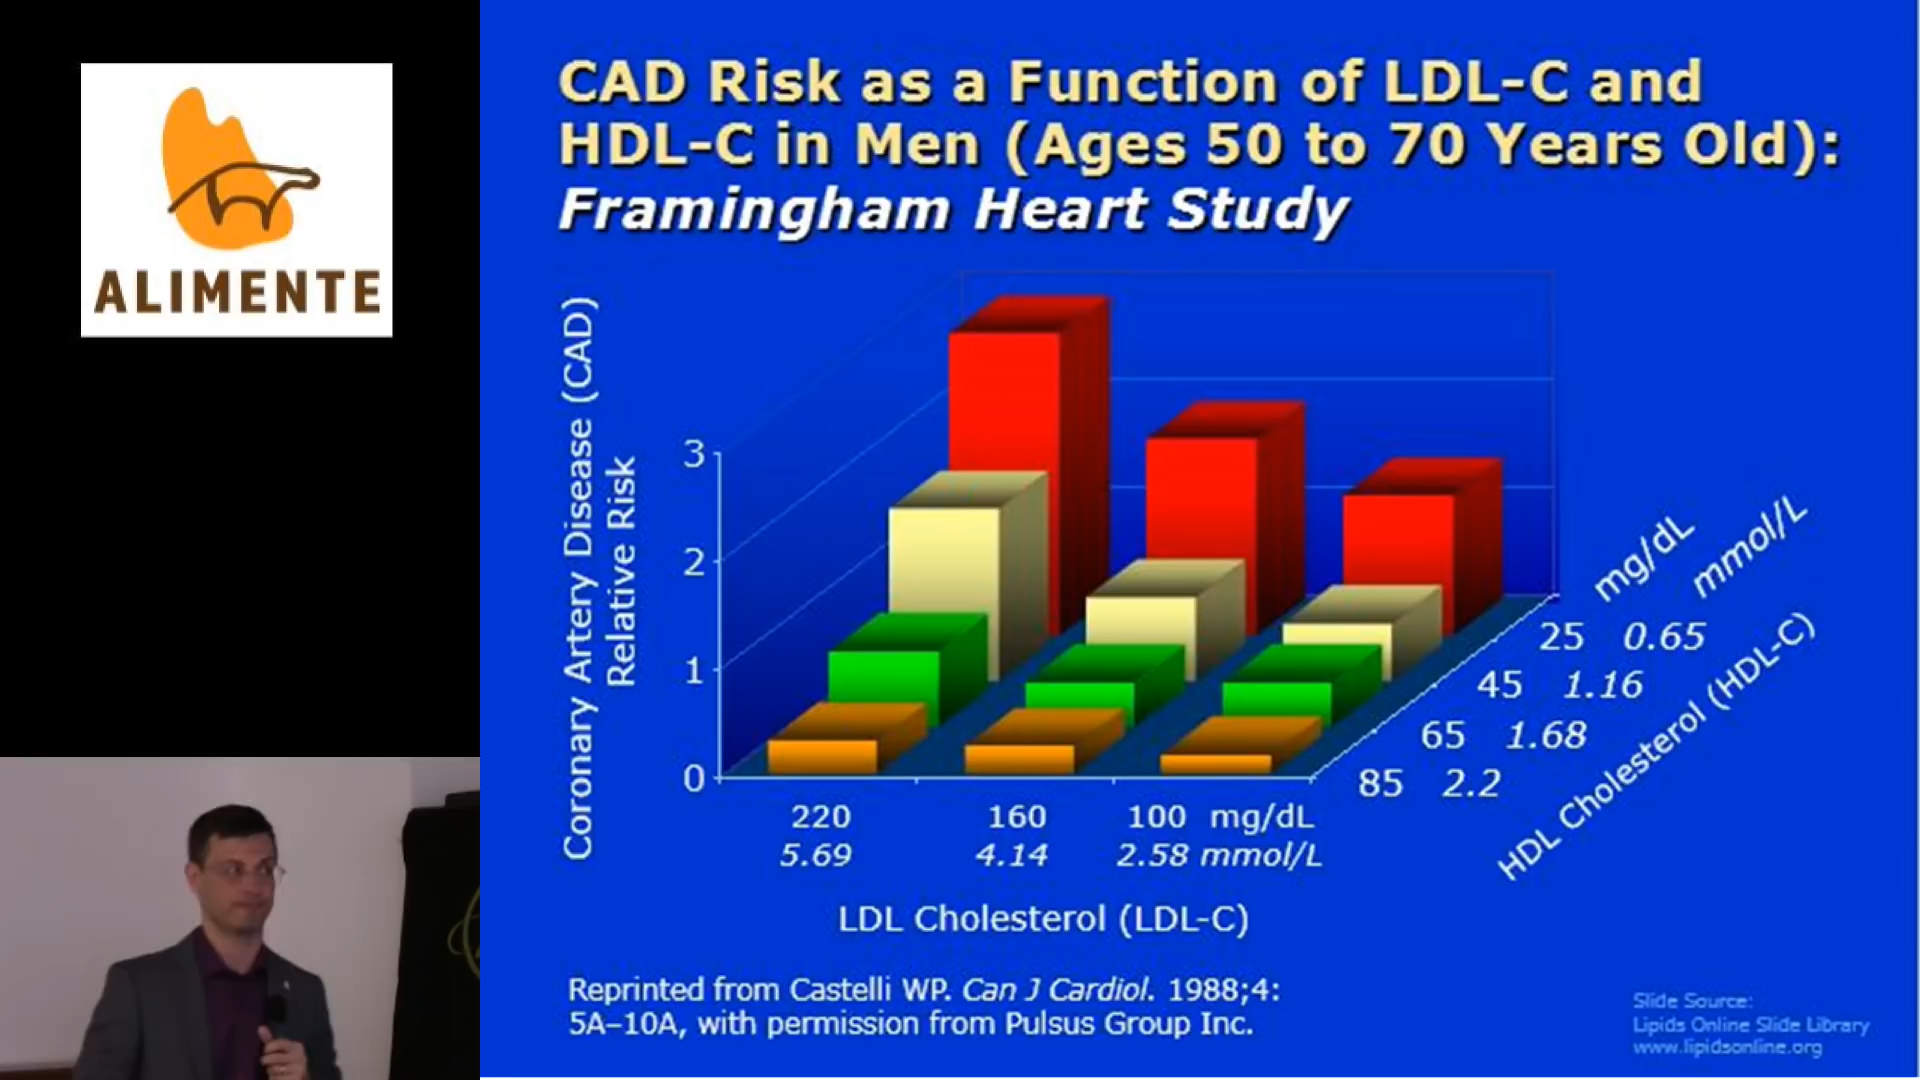 ALIMENTE
CAD Risk as a Function of LDL-C and
HDL-C in Men (Ages 50 to 70 Years Old):
Framingham Heart Study
Coronary Artery Disease (CAD)
Relative Risk
3
2
1
0
220 160 100 mg/dL
5.69 4.14 2.58 mmol/L
LDL Cholesterol (LDL-C)
mg/dL mmol/L
25 0.65
45 1.16
65 1.68
85 2.2
HDL Cholesterol (HDL-C)
Reprinted from Castelli WP. Can J Cardiol. 1988;4:
5A–10A, with permission from Pulsus Group Inc.
Slide Source:
Lipids Online Slide Library
www.lipidsonline.org